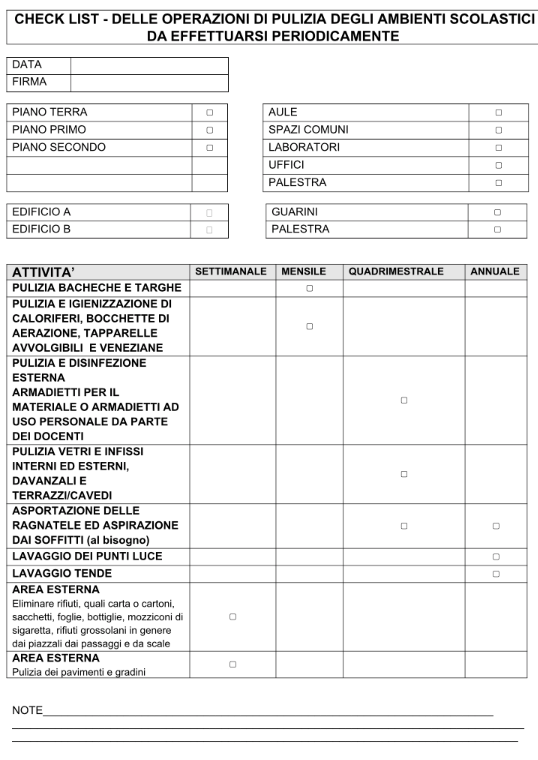 CHECK LIST - DELLE OPERAZIONI DI PULIZIA DEGLI AMBIENTI SCOLASTICI
DA EFFETTUARSI PERIODICAMENTE
DATA
FIRMA
PIANO TERRA ▢
PIANO PRIMO ▢
PIANO SECONDO ▢
AULE ▢
SPAZI COMUNI ▢
LABORATORI ▢
UFFICI ▢
PALESTRA ▢
EDIFICIO A ▢
EDIFICIO B ▢
GUARINI ▢
PALESTRA ▢
ATTIVITA' SETTIMANALE MENSILE QUADRIMESTRALE ANNUALE
PULIZIA BACHECHE E TARGHE ▢
PULIZIA E IGIENIZZAZIONE DI
CALORIFERI, BOCCHETTE DI
AERAZIONE, TAPPARELLE
AVVOLGIBILI E VENEZIANE ▢
PULIZIA E DISINFEZIONE
ESTERNA
ARMADIETTI PER IL
MATERIALE O ARMADIETTI AD
USO PERSONALE DA PARTE
DEI DOCENTI ▢
PULIZIA VETRI E INFISSI
INTERNI ED ESTERNI,
DAVANZALI E
TERRAZZI/CAVEDI ▢
ASPORTAZIONE DELLE
RAGNATELE ED ASPIRAZIONE
DAI SOFFITTI (al bisogno) ▢ ▢
LAVAGGIO DEI PUNTI LUCE ▢
LAVAGGIO TENDE ▢
AREA ESTERNA
Eliminare rifiuti, quali carta o cartoni,
sacchetti, foglie, bottiglie, mozziconi di
sigaretta, rifiuti grossolani in genere
dai piazzali dai passaggi e da scale ▢
AREA ESTERNA
Pulizia dei pavimenti e gradini ▢
NOTE